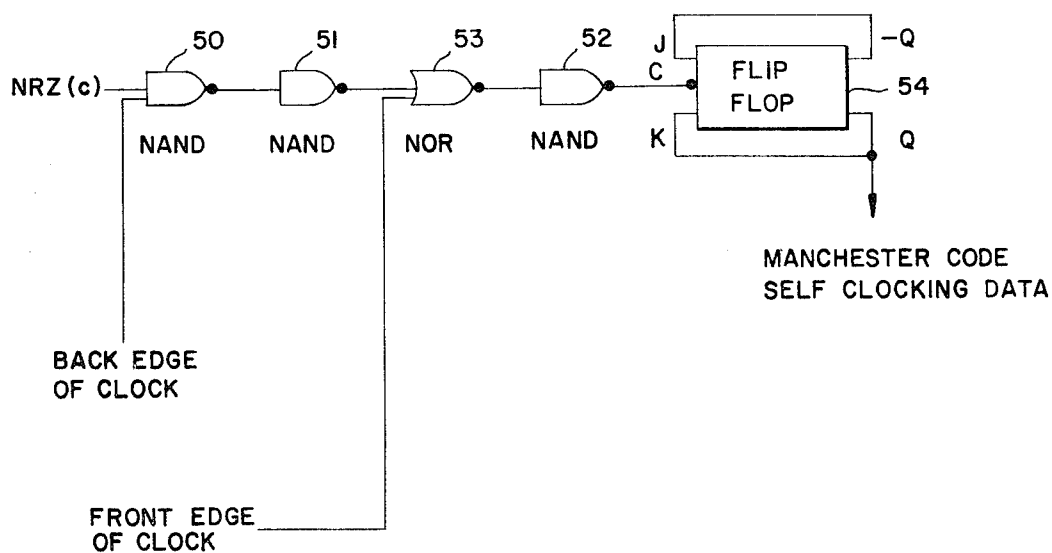 50
51
53
52
J
-Q
NRZ(c)
C
FLIP
FLOP
54
NAND
NAND
NOR
NAND
K
Q
MANCHESTER CODE
SELF CLOCKING DATA
BACK EDGE
OF CLOCK
FRONT EDGE
OF CLOCK